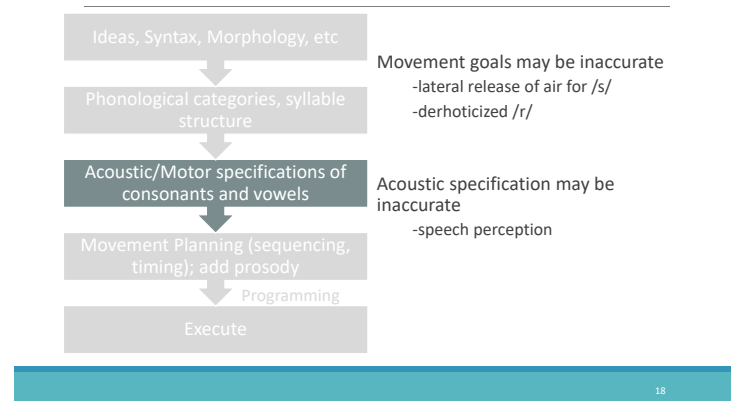 Ideas, Syntax, Morphology, etc
Phonological categories, syllable
structure
Acoustic/Motor specifications of
consonants and vowels
Movement Planning (sequencing,
timing); add prosody
Programming
Execute
Movement goals may be inaccurate
-lateral release of air for /s/
-derhoticized /r/
Acoustic specification may be
inaccurate
-speech perception
18